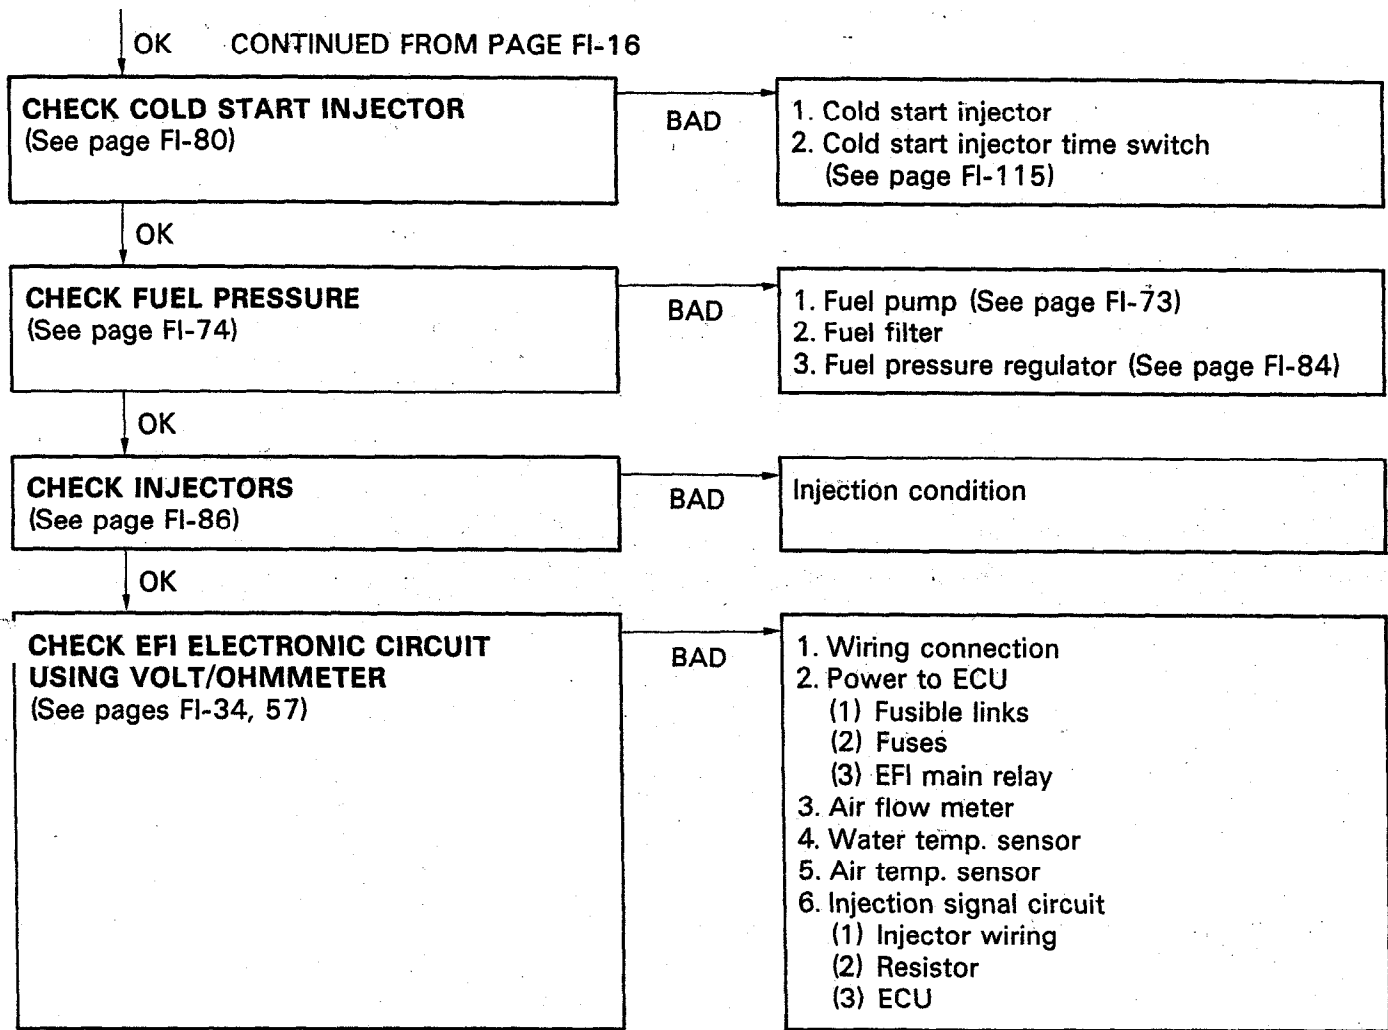 OK CONTINUED FROM PAGE FI-16
CHECK COLD START INJECTOR
(See page FI-80)
BAD
1. Cold start injector
2. Cold start injector time switch
(See page FI-115)
OK
CHECK FUEL PRESSURE
(See page FI-74)
BAD
1. Fuel pump (See page FI-73)
2. Fuel filter
3. Fuel pressure regulator (See page FI-84)
OK
CHECK INJECTORS
(See page FI-86)
BAD
Injection condition
OK
CHECK EFI ELECTRONIC CIRCUIT
USING VOLT/OHMMETER
(See pages FI-34, 57)
BAD
1. Wiring connection
2. Power to ECU
(1) Fusible links
(2) Fuses
(3) EFI main relay
3. Air flow meter
4. Water temp. sensor
5. Air temp. sensor
6. Injection signal circuit
(1) Injector wiring
(2) Resistor
(3) ECU